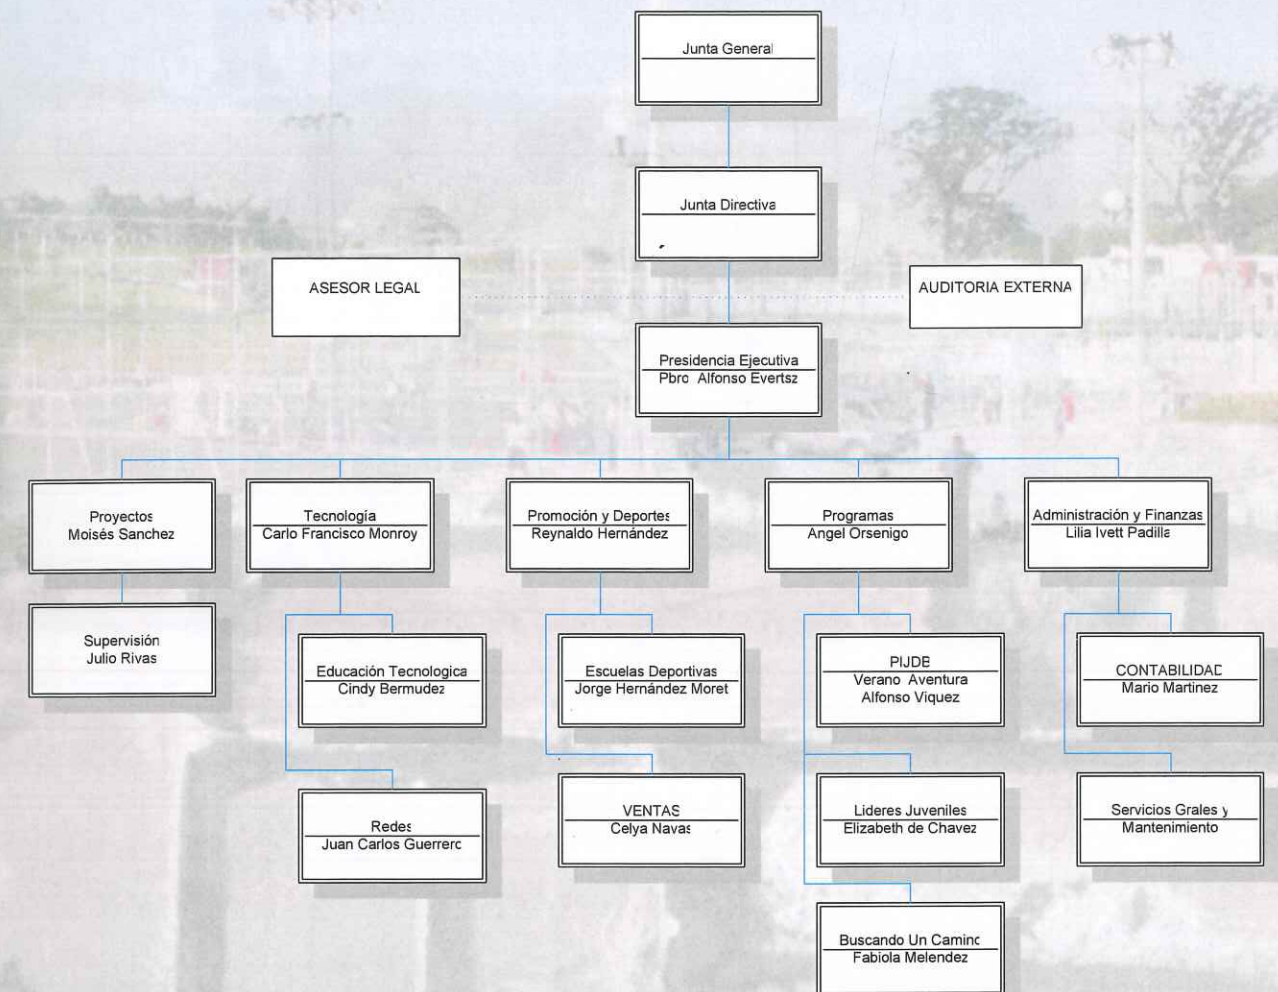 Junta General
Junta Directiva
ASESOR LEGAL
AUDITORIA EXTERNA
Presidencia Ejecutiva
Pbro Alfonso Evertsz
Proyectos
Moisés Sanchez
Tecnología
Carlo Francisco Monroy
Promoción y Deportes
Reynaldo Hernández
Programas
Angel Orsenigo
Administración y Finanzas
Lilia Ivett Padilla
Supervisión
Julio Rivas
Educación Tecnologica
Cindy Bermudez
Escuelas Deportivas
Jorge Hernández Moret
PIJDB
Verano Aventura
Alfonso Viquez
CONTABILIDAD
Mario Martinez
Redes
Juan Carlos Guerrero
VENTAS
Celya Navas
Lideres Juveniles
Elizabeth de Chavez
Servicios Grales y
Mantenimiento
Buscando Un Camino
Fabiola Melendez